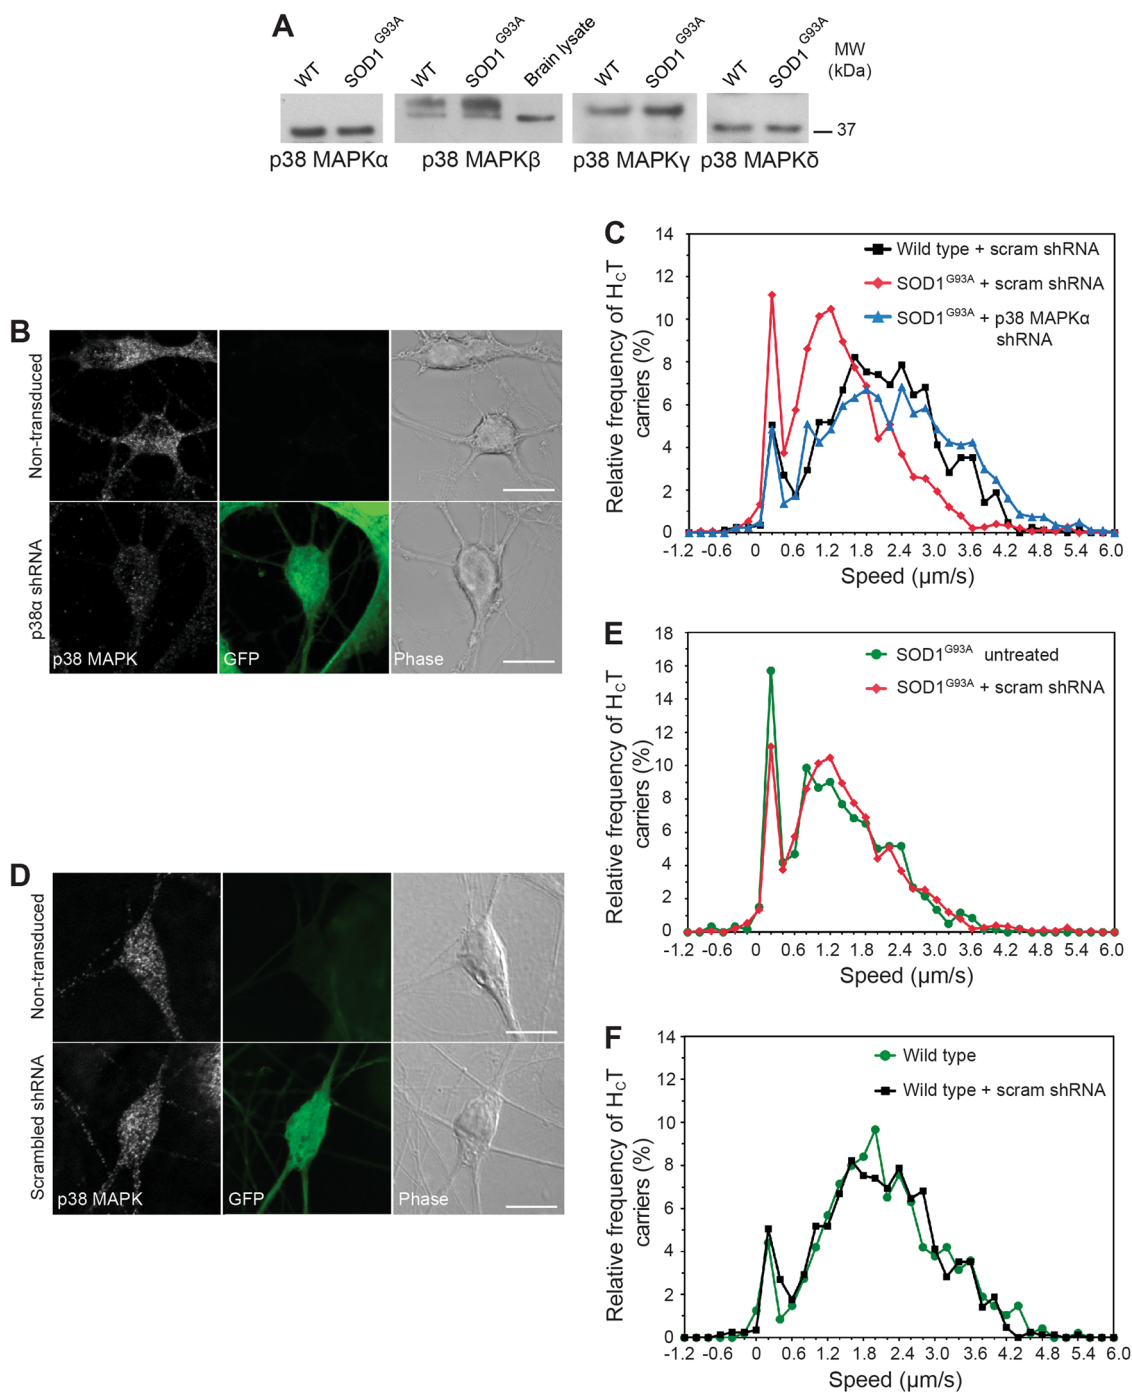 A
WT
SOD1G93A
WT
SOD1G93A
Brain lysate
WT
SOD1G93A
WT
SOD1G93A
MW
(kDa)
37
p38 MAPKα
p38 MAPKβ
p38 MAPKγ
p38 MAPKδ
B
Non-transduced
p38α shRNA
p38 MAPK
GFP
Phase
C
Relative frequency of HCT
carriers (%)
14
12
10
8
6
4
2
0
Wild type + scram shRNA
SOD1G93A + scram shRNA
SOD1G93A + p38 MAPKα
shRNA
-1.2 -0.6 0 0.6 1.2 1.8 2.4 3.0 3.6 4.2 4.8 5.4 6.0
Speed (µm/s)
D
Non-transduced
Scrambled shRNA
p38 MAPK
GFP
Phase
E
Relative frequency of HCT
carriers (%)
18
16
14
12
10
8
6
4
2
0
SOD1G93A untreated
SOD1G93A + scram shRNA
-1.2 -0.6 0 0.6 1.2 1.8 2.4 3.0 3.6 4.2 4.8 5.4 6.0
Speed (µm/s)
F
Relative frequency of HCT
carriers (%)
14
12
10
8
6
4
2
0
Wild type
Wild type + scram shRNA
-1.2 -0.6 0 0.6 1.2 1.8 2.4 3.0 3.6 4.2 4.8 5.4 6.0
Speed (µm/s)